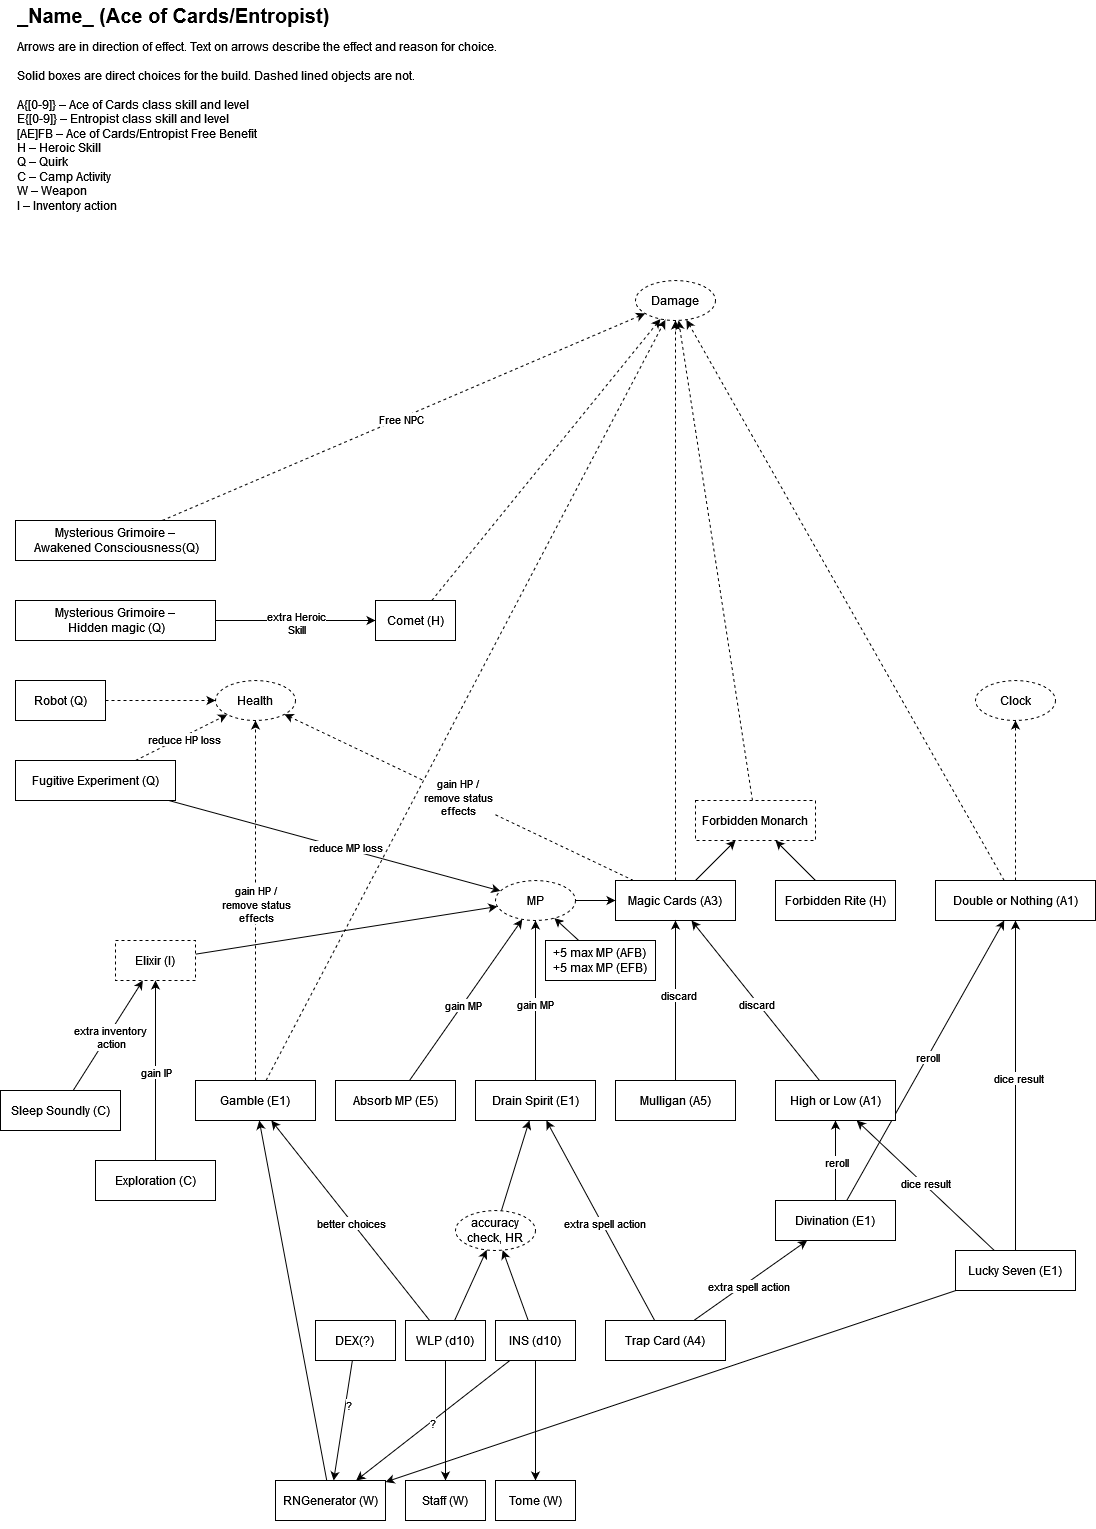 _Name_ (Ace of Cards/Entropist)
Arrows are in direction of effect. Text on arrows describe the effect and reason for choice.
Solid boxes are direct choices for the build. Dashed lined objects are not.
A{[0-9]} – Ace of Cards class skill and level
E{[0-9]} – Entropist class skill and level
[AE]FB – Ace of Cards/Entropist Free Benefit
H – Heroic Skill
Q – Quirk
C – Camp Activity
W – Weapon
I – Inventory action
Damage
Free NPC
Mysterious Grimoire –
Awakened Consciousness(Q)
Mysterious Grimoire –
Hidden magic (Q)
extra Heroic
Skill
Comet (H)
Robot (Q)
Health
Clock
reduce HP loss
Fugitive Experiment (Q)
gain HP /
remove status
effects
Forbidden Monarch
reduce MP loss
gain HP /
remove status
effects
MP
Magic Cards (A3)
Forbidden Rite (H)
Double or Nothing (A1)
Elixir (I)
+5 max MP (AFB)
+5 max MP (EFB)
gain MP
gain MP
discard
discard
extra inventory
action
gain IP
reroll
dice result
Sleep Soundly (C)
Gamble (E1)
Absorb MP (E5)
Drain Spirit (E1)
Mulligan (A5)
High or Low (A1)
Exploration (C)
reroll
dice result
better choices
accuracy
check, HR
extra spell action
Divination (E1)
Lucky Seven (E1)
extra spell action
DEX(?)
WLP (d10)
INS (d10)
Trap Card (A4)
?
?
RNGenerator (W)
Staff (W)
Tome (W)